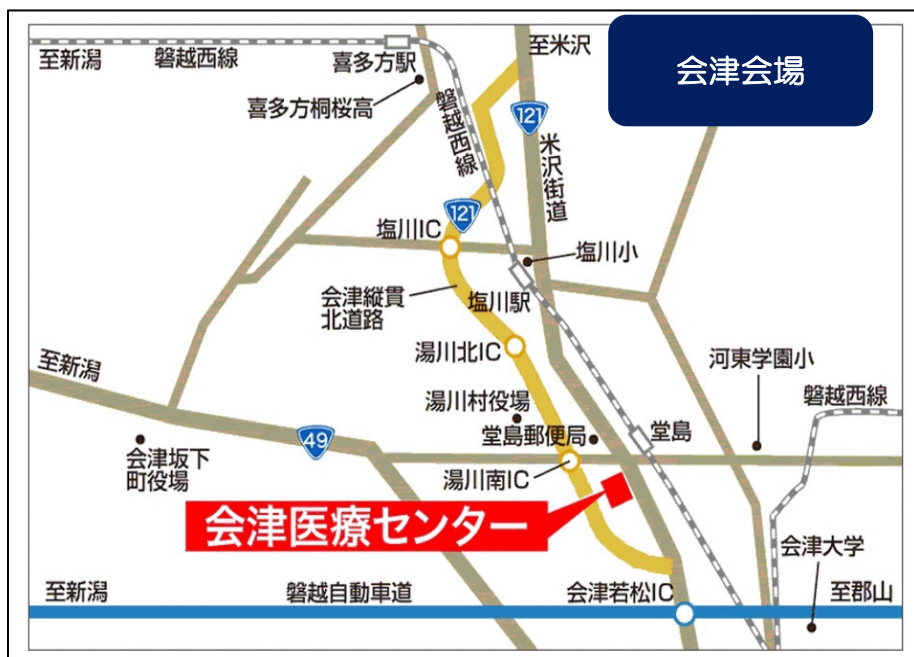 会津会場
至新潟
磐越西線
喜多方駅
至米沢
喜多方桐桜高
磐越西線
121
米沢街道
121
塩川IC
塩川小
会津縦貫
北道路
塩川駅
湯川北IC
至新潟
河東学園小
湯川村役場
磐越西線
堂島郵便局
堂島
49
会津坂下
町役場
湯川南IC
会津医療センター
会津大学
至新潟
磐越自動車道
会津若松IC
至郡山